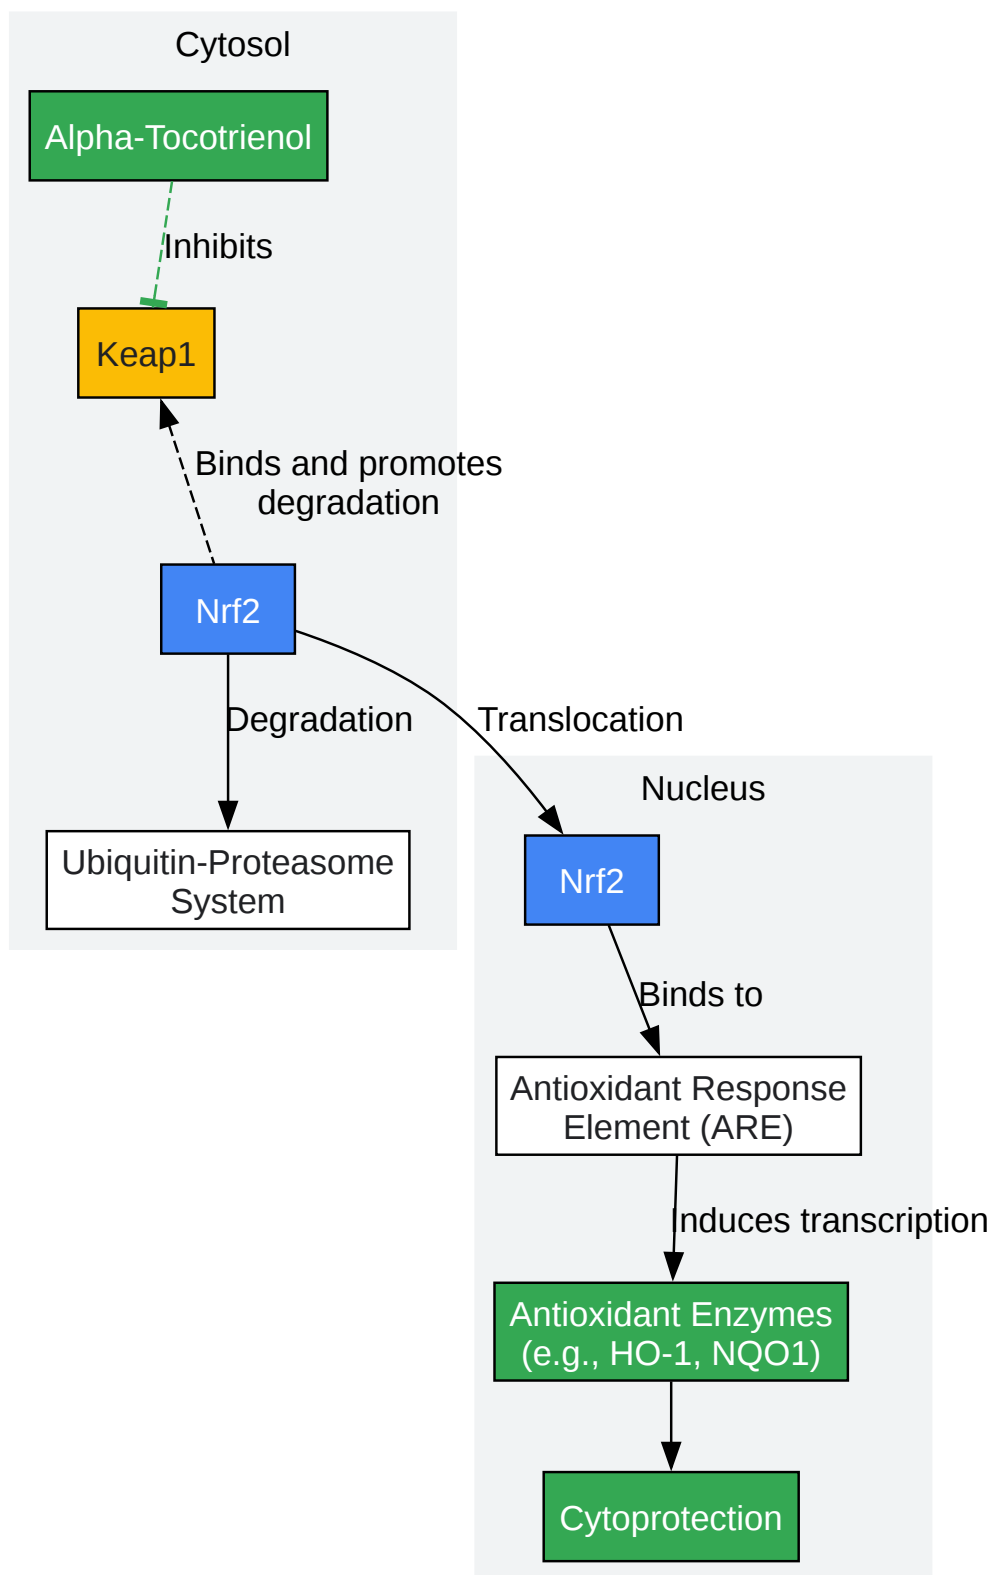 Cytosol
Alpha-Tocotrienol
Inhibits
Keap1
Binds and promotes
degradation
Nrf2
Degradation
Translocation
Ubiquitin-Proteasome
System
Nucleus
Nrf2
Binds to
Antioxidant Response
Element (ARE)
Induces transcription
Antioxidant Enzymes
(e.g., HO-1, NQO1)
Cytoprotection